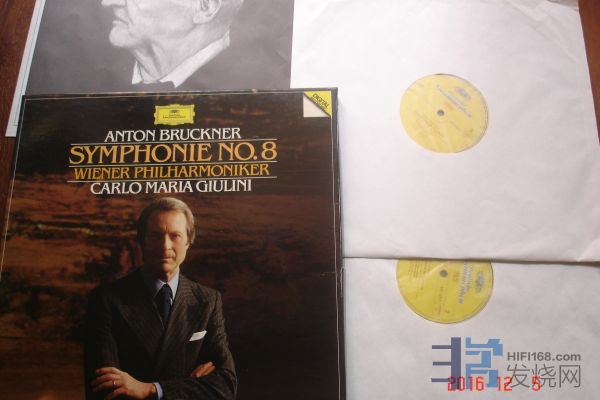 DIGITAL
ANTON BRUCKNER
SYMPHONIE NO. 8
WIENER PHILHARMONIKER
CARLO MARIA GIULINI
HIFI168.com
发烧网
2016 12 5